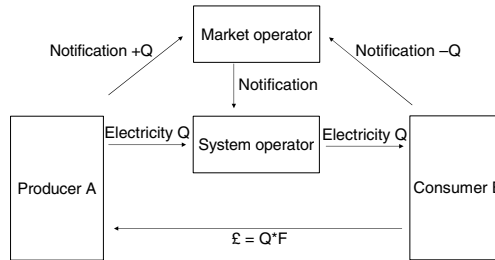 Market operator
Notification +Q
Notification –Q
Notification
Electricity Q
System operator
Electricity Q
Producer A
Consumer
£ = Q*F